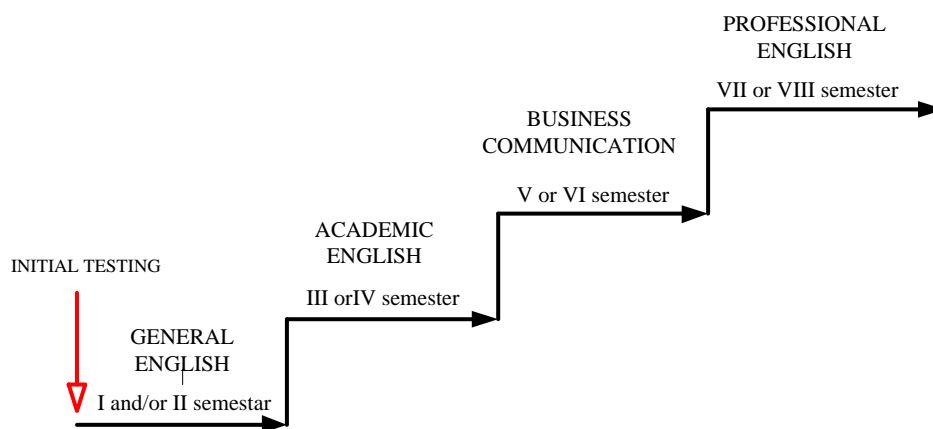 PROFESSIONAL
ENGLISH
VII or VIII semester
BUSINESS
COMMUNICATION
V or VI semester
ACADEMIC
ENGLISH
III orIV semester
INITIAL TESTING
GENERAL
ENGLISH
I and/or II semestar